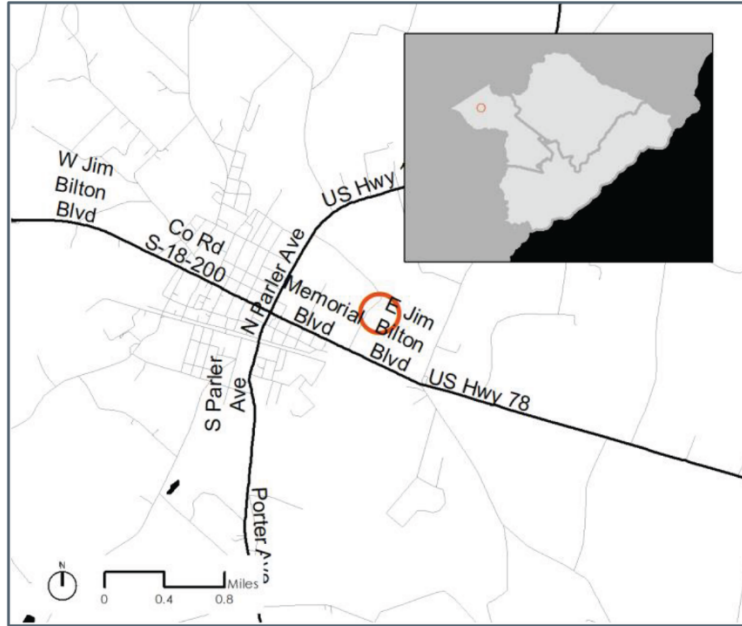 W Jim
Bilton
Blvd
Co Rd
S-18-200
US Hwy 1
N Parler Ave
Memorial
Blvd
E Jim
Bilton
Blvd
US Hwy 78
S Parler
Ave
Porter
N
Miles
0 0.4 0.8